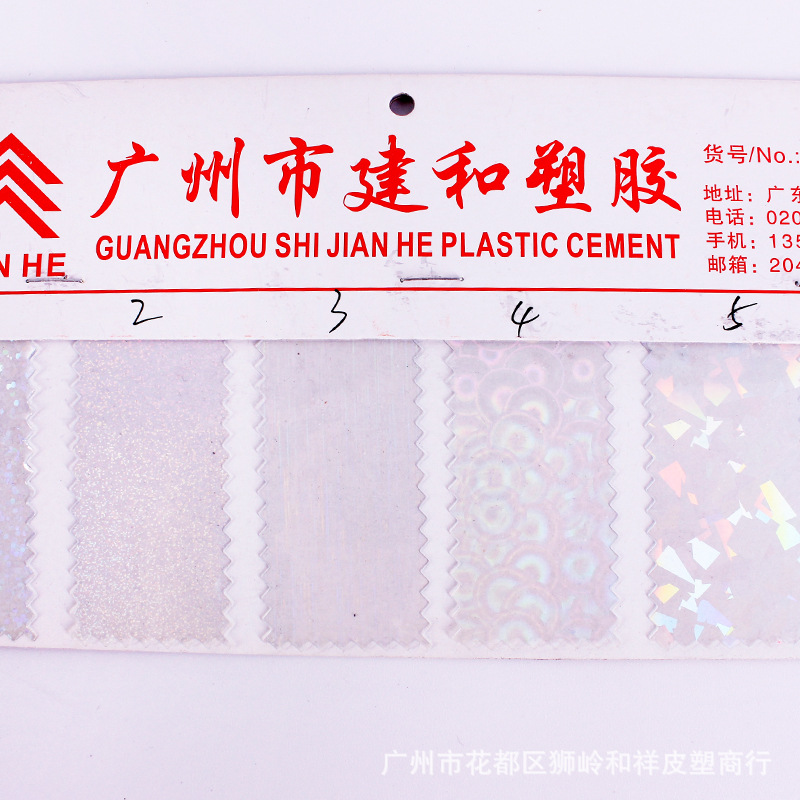 广州市建和塑胶
GUANGZHOU SHI JIAN HE PLASTIC CEMENT
N HE
货号/No.:
地址：广东
电话：020
手机：135
邮箱：204
2
3
4
5
广州市花都区狮岭和祥皮塑商行